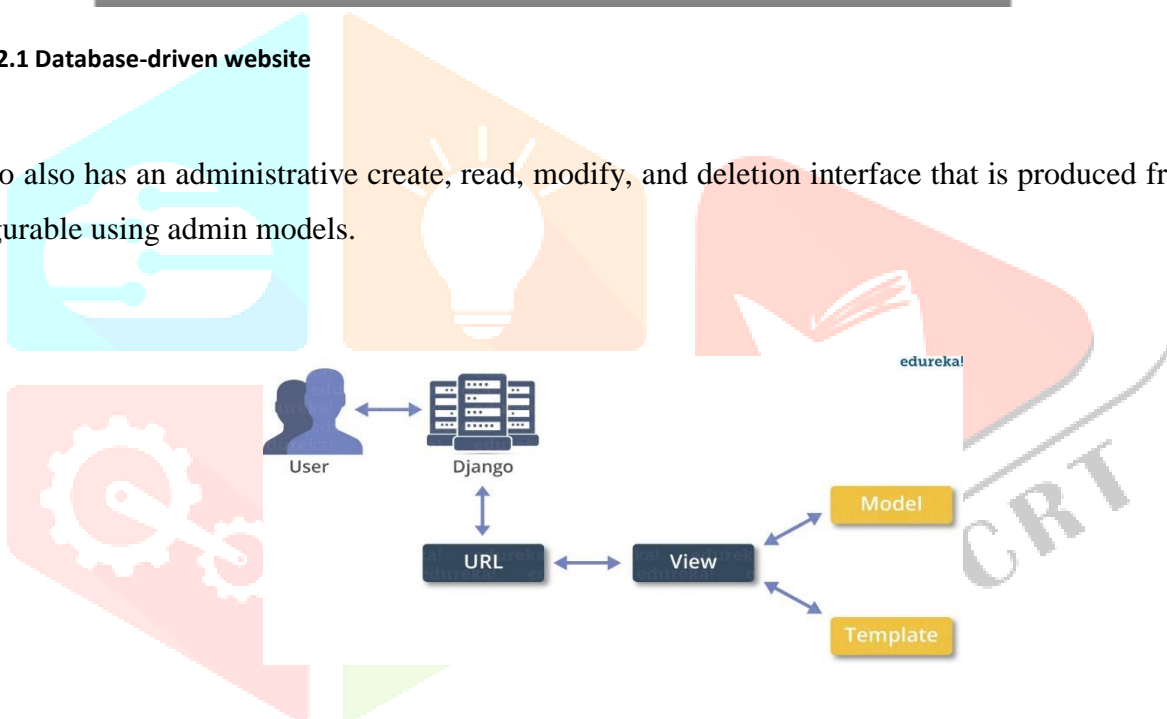 2.1 Database-driven website
o also has an administrative create, read, modify, and deletion interface that is produced fr
gurable using admin models.
edureka!
User
Django
Model
URL
View
Template
CRT